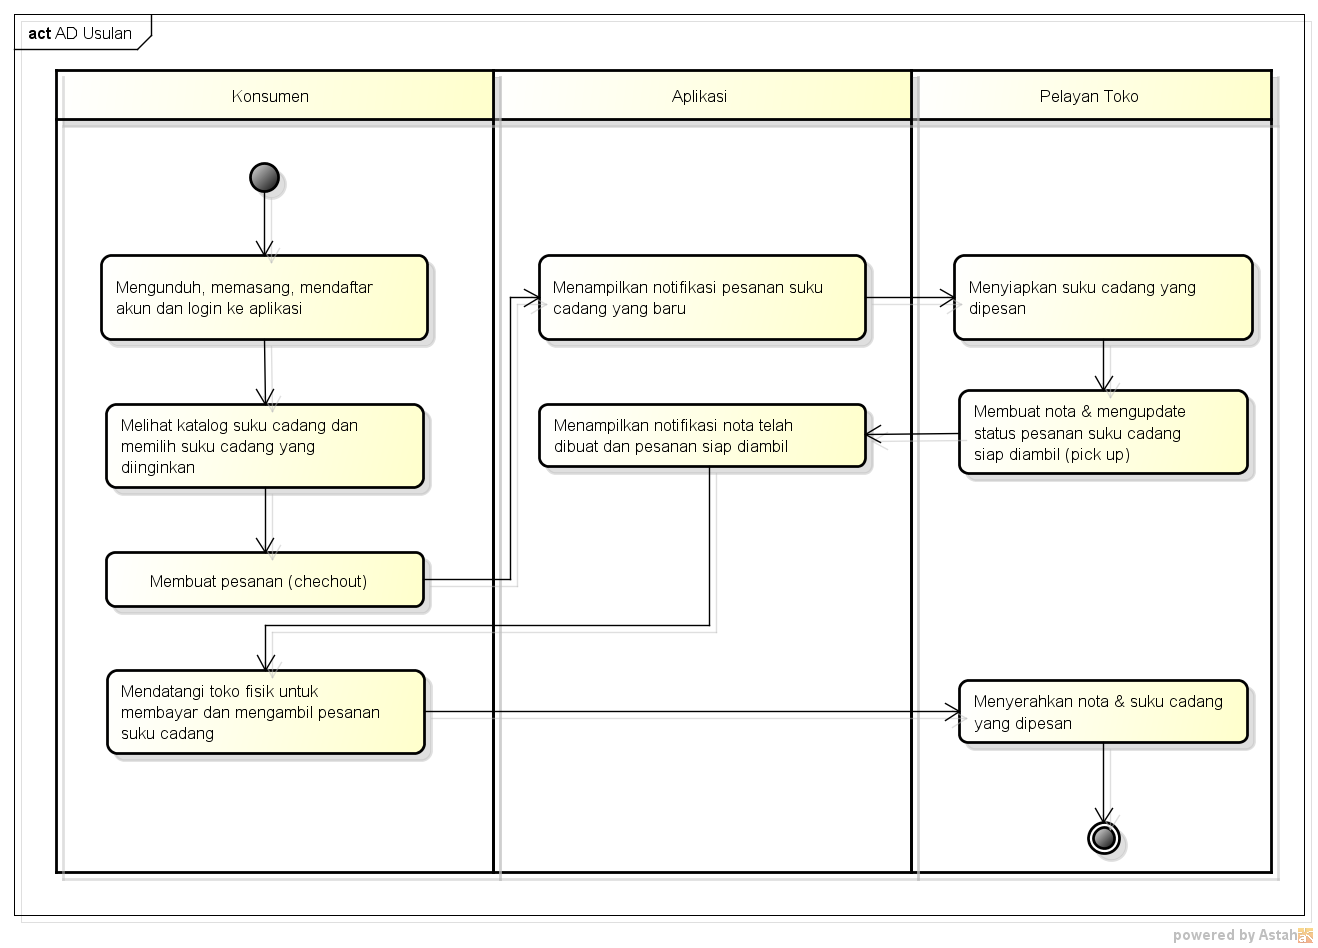 act AD Usulan
Konsumen
Aplikasi
Pelayan Toko
Mengunduh, memasang, mendaftar
akun dan login ke aplikasi
Menampilkan notifikasi pesanan suku
cadang yang baru
Menyiapkan suku cadang yang
dipesan
Melihat katalog suku cadang dan
memilih suku cadang yang
diinginkan
Menampilkan notifikasi nota telah
dibuat dan pesanan siap diambil
Membuat nota & mengupdate
status pesanan suku cadang
siap diambil (pick up)
Membuat pesanan (chechout)
Mendatangi toko fisik untuk
membayar dan mengambil pesanan
suku cadang
Menyerahkan nota & suku cadang
yang dipesan
powered by Astah